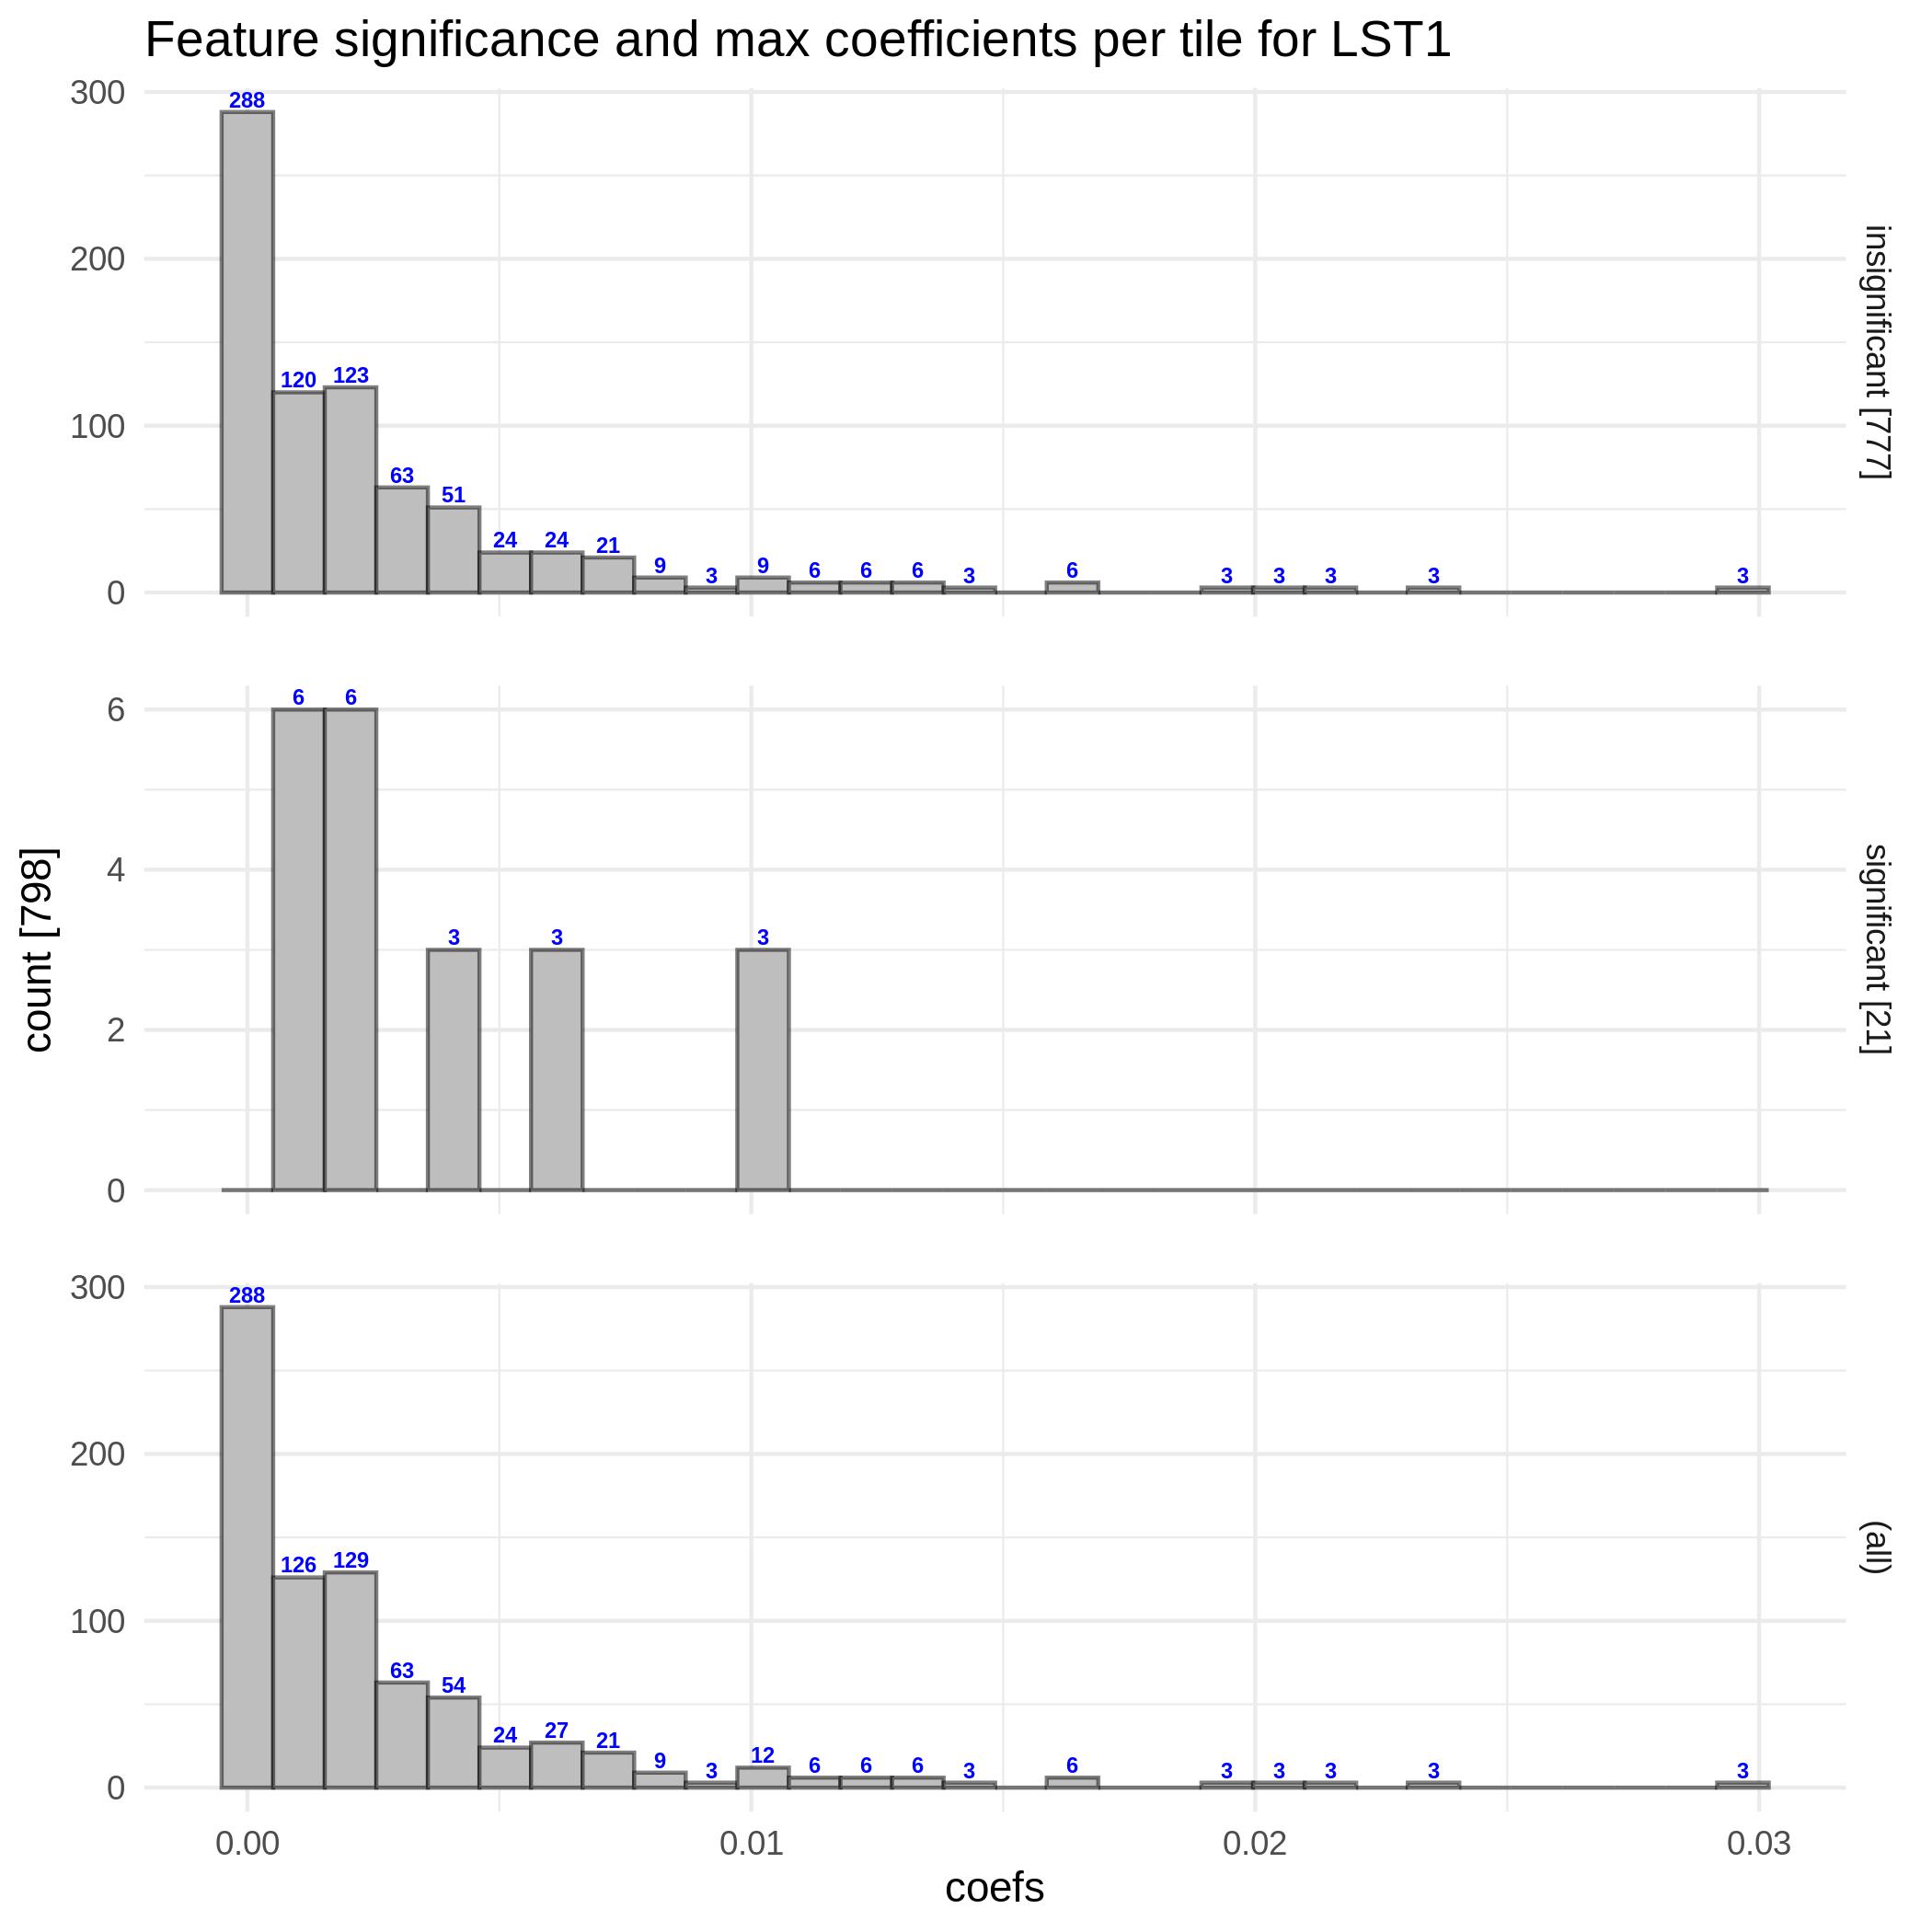 Feature significance and max coefficients per tile for LST1
300
288
200
123
120
100
63
51
24 24 21
9 3 9 6 6 6 3 6 3 3 3 3 3
0
insignificant [777]
6 6
6
4
3 3 3
2
0
significant [21]
count [798]
300
288
200
126 129
100
63
54
24 27 21
9 3 12 6 6 6 3 6 3 3 3 3 3
0
(all)
0.00 0.01 0.02 0.03
coefs